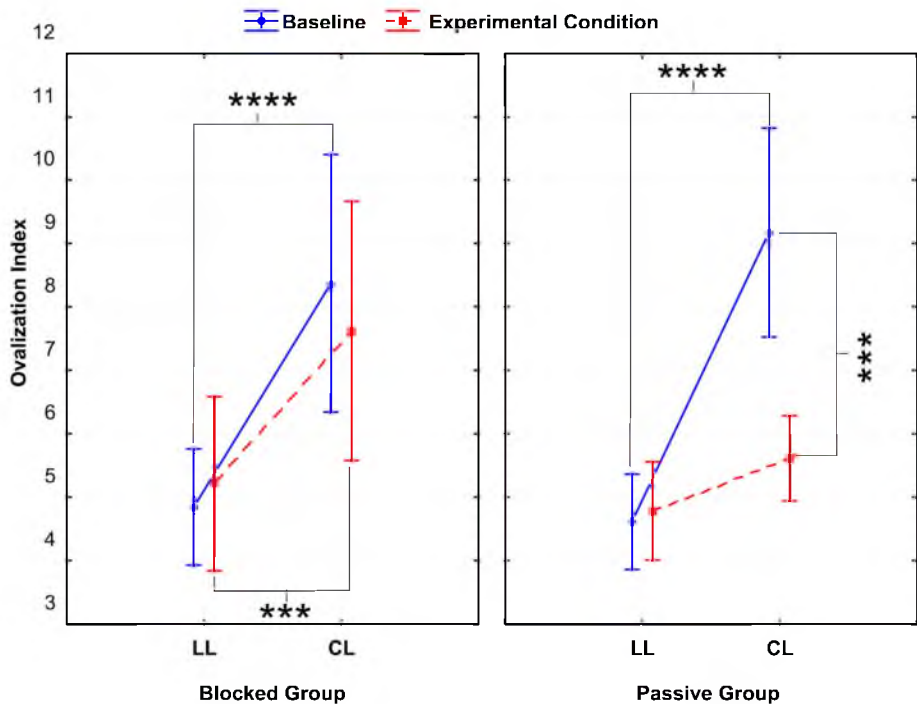 Baseline Experimental Condition
12
11
10
9
8
7
6
5
4
3
Ovalization Index
****
***
****
***
LL CL
LL CL
Blocked Group
Passive Group